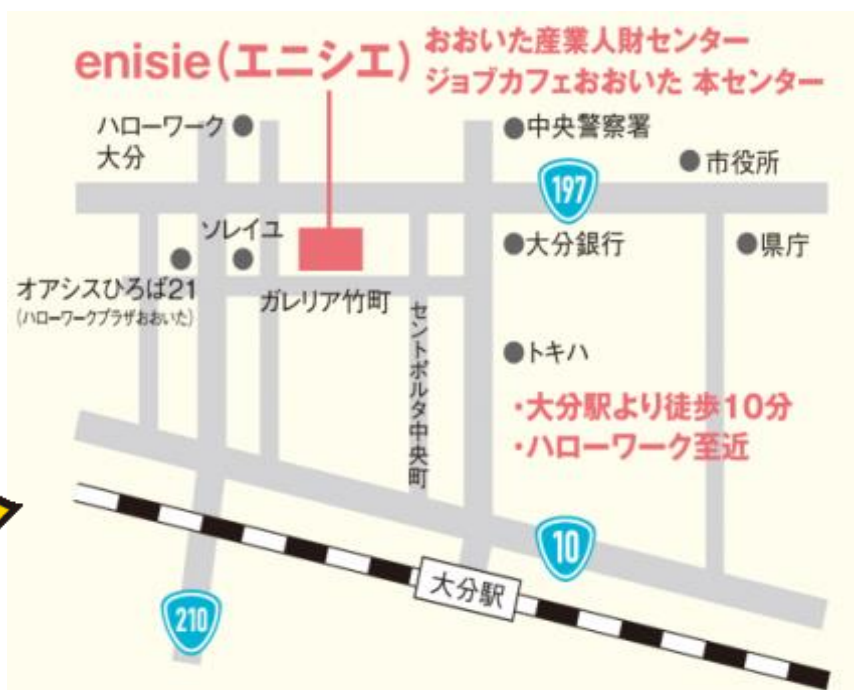 enisie(エニシエ)
おおいた産業人財センター
ジョブカフェおおいた 本センター
ハローワーク
大分
中央警察署
市役所
197
ソレイユ
大分銀行
県庁
オアシスひろば21
(ハローワークプラザおおいた)
ガレリア竹町
セントポルタ中央町
トキハ
・大分駅より徒歩10分
・ハローワーク至近
10
大分駅
210